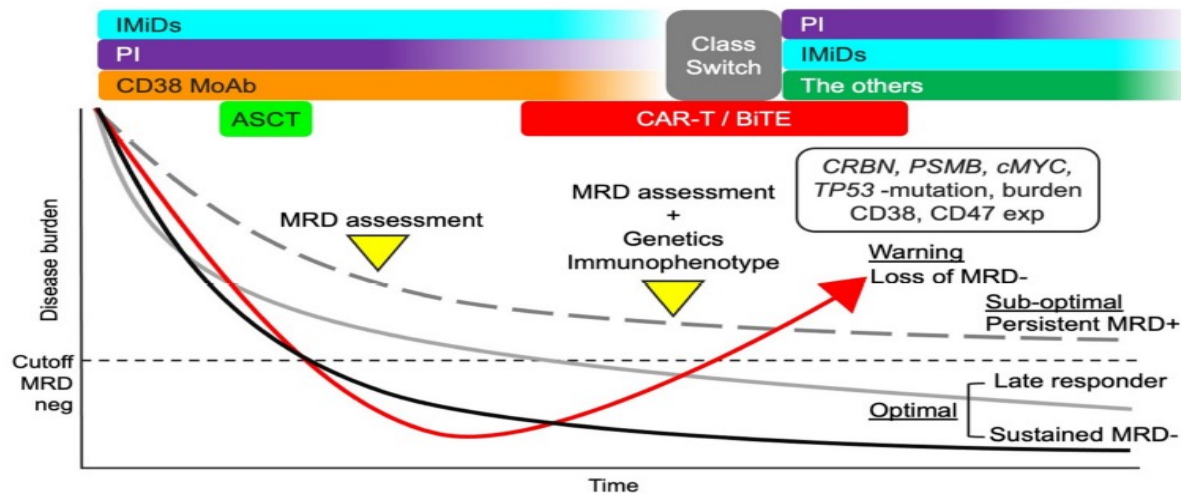 IMiDs
PI
CD38 MoAb
Class
Switch
PI
IMiDs
The others
ASCT
CAR-T / BiTE
CRBN, PSMB, cMYC,
TP53 -mutation, burden
CD38, CD47 exp
MRD assessment
MRD assessment
+
Genetics
Immunophenotype
Warning
Loss of MRD-
Sub-optimal
Persistent MRD+
Late responder
Optimal
Sustained MRD-
Disease burden
Cutoff
MRD
neg
Time